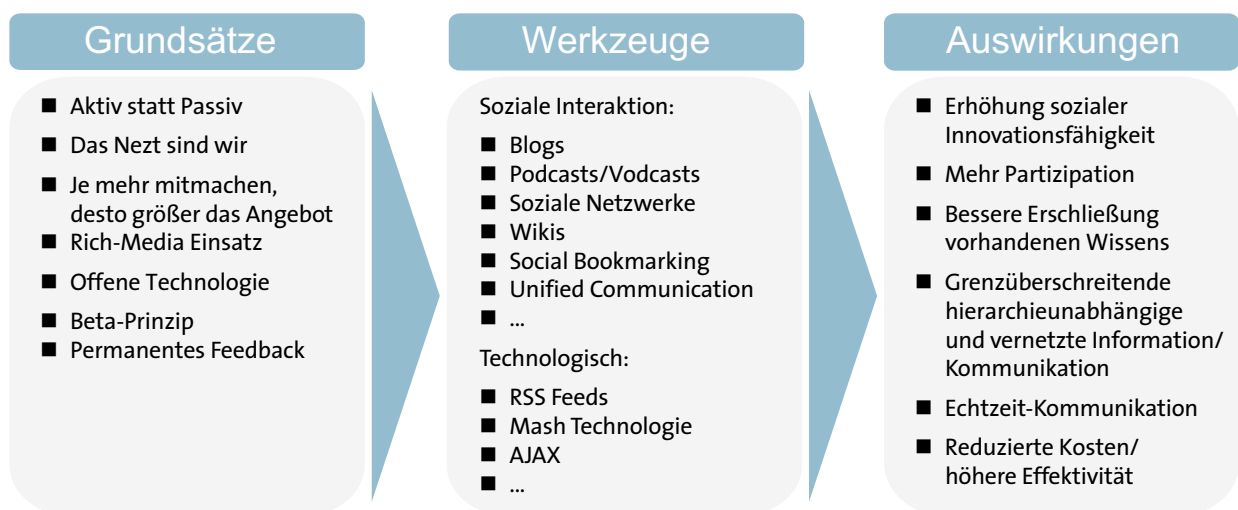 Grundsätze
■ Aktiv statt Passiv
■ Das Nezt sind wir
■ Je mehr mitmachen,
desto größer das Angebot
■ Rich-Media Einsatz
■ Offene Technologie
■ Beta-Prinzip
■ Permanentes Feedback
Werkzeuge
Soziale Interaktion:
■ Blogs
■ Podcasts/Vodcasts
■ Soziale Netzwerke
■ Wikis
■ Social Bookmarking
■ Unified Communication
■ ...
Technologisch:
■ RSS Feeds
■ Mash Technologie
■ AJAX
■ ...
Auswirkungen
■ Erhöhung sozialer
Innovationsfähigkeit
■ Mehr Partizipation
■ Bessere Erschließung
vorhandenen Wissens
■ Grenzüberschreitende
hierarchieunabhängige
und vernetzte Information/
Kommunikation
■ Echtzeit-Kommunikation
■ Reduzierte Kosten/
höhere Effektivität